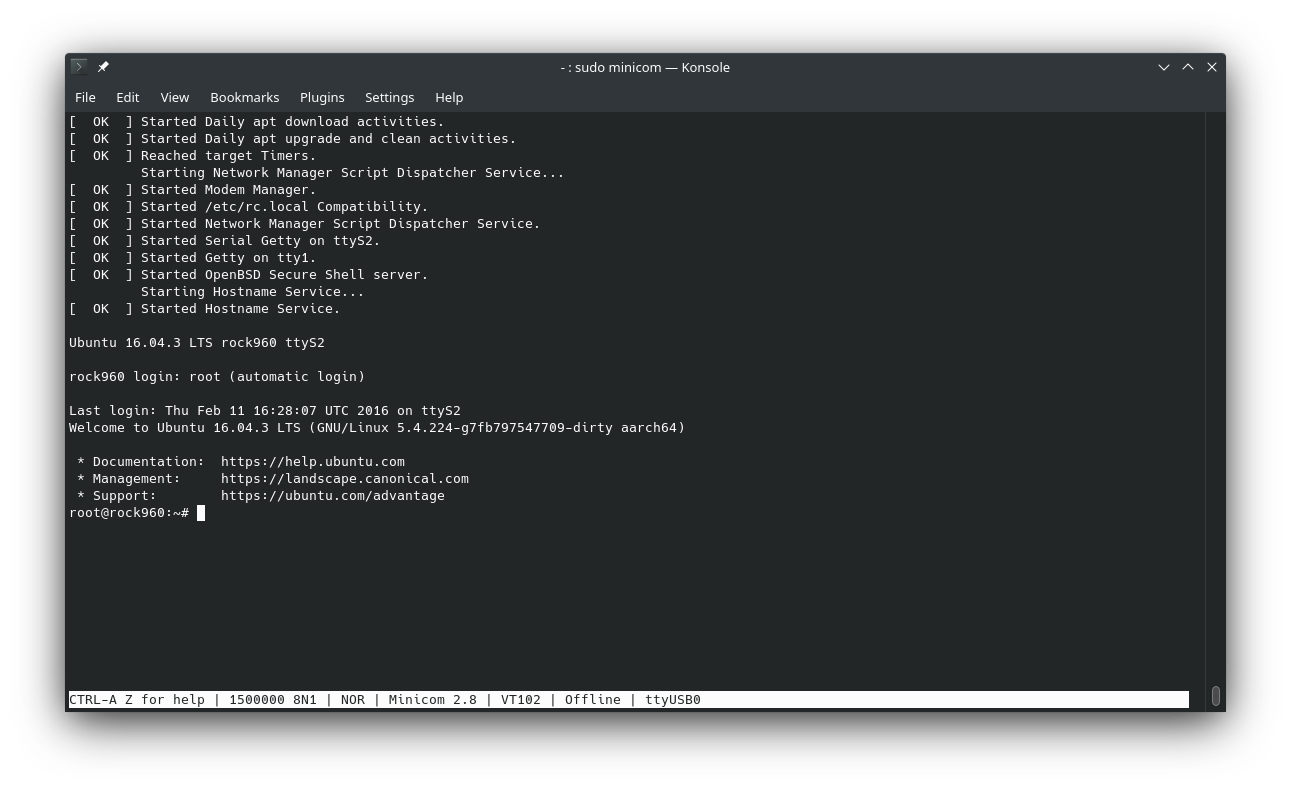 - : sudo minicom — Konsole
File Edit View Bookmarks Plugins Settings Help
[  OK  ] Started Daily apt download activities.
[  OK  ] Started Daily apt upgrade and clean activities.
[  OK  ] Reached target Timers.
         Starting Network Manager Script Dispatcher Service...
[  OK  ] Started Modem Manager.
[  OK  ] Started /etc/rc.local Compatibility.
[  OK  ] Started Network Manager Script Dispatcher Service.
[  OK  ] Started Serial Getty on ttyS2.
[  OK  ] Started Getty on tty1.
[  OK  ] Started OpenBSD Secure Shell server.
         Starting Hostname Service...
[  OK  ] Started Hostname Service.
Ubuntu 16.04.3 LTS rock960 ttyS2
rock960 login: root (automatic login)
Last login: Thu Feb 11 16:28:07 UTC 2016 on ttyS2
Welcome to Ubuntu 16.04.3 LTS (GNU/Linux 5.4.224-g7fb797547709-dirty aarch64)
 * Documentation:  https://help.ubuntu.com
 * Management:     https://landscape.canonical.com
 * Support:        https://ubuntu.com/advantage
root@rock960:~#
CTRL-A Z for help | 1500000 8N1 | NOR | Minicom 2.8 | VT102 | Offline | ttyUSB0